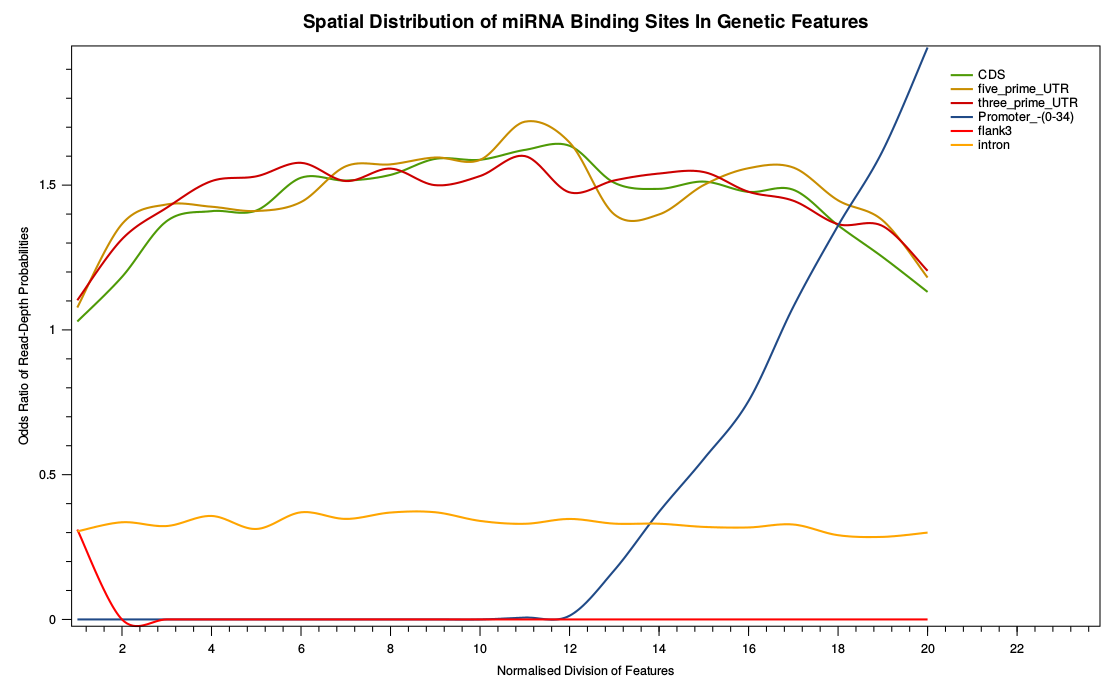 Spatial Distribution of miRNA Binding Sites In Genetic Features
CDS
five_prime_UTR
three_prime_UTR
Promoter_-(0-34)
flank3
intron
1.5
1
0.5
0
Odds Ratio of Read-Depth Probabilities
2 4 6 8 10 12 14 16 18 20 22
Normalised Division of Features